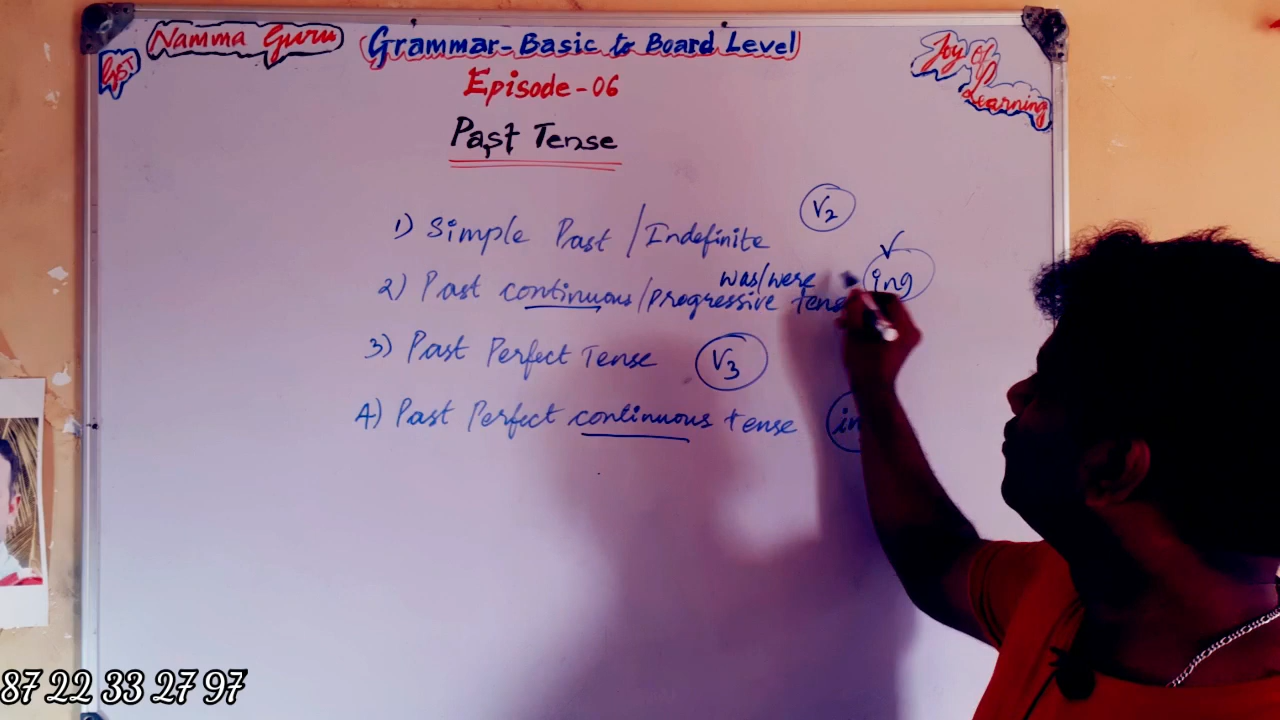 Namma Guru
Grammar-Basic to Board Level
Joy of Learning
Episode-06
Past Tense
1) Simple Past / Indefinite V2
2) Past continuous / progressive tens
was/were ing
3) Past Perfect Tense V3
4) Past Perfect continuous tense in
87 22 33 27 97